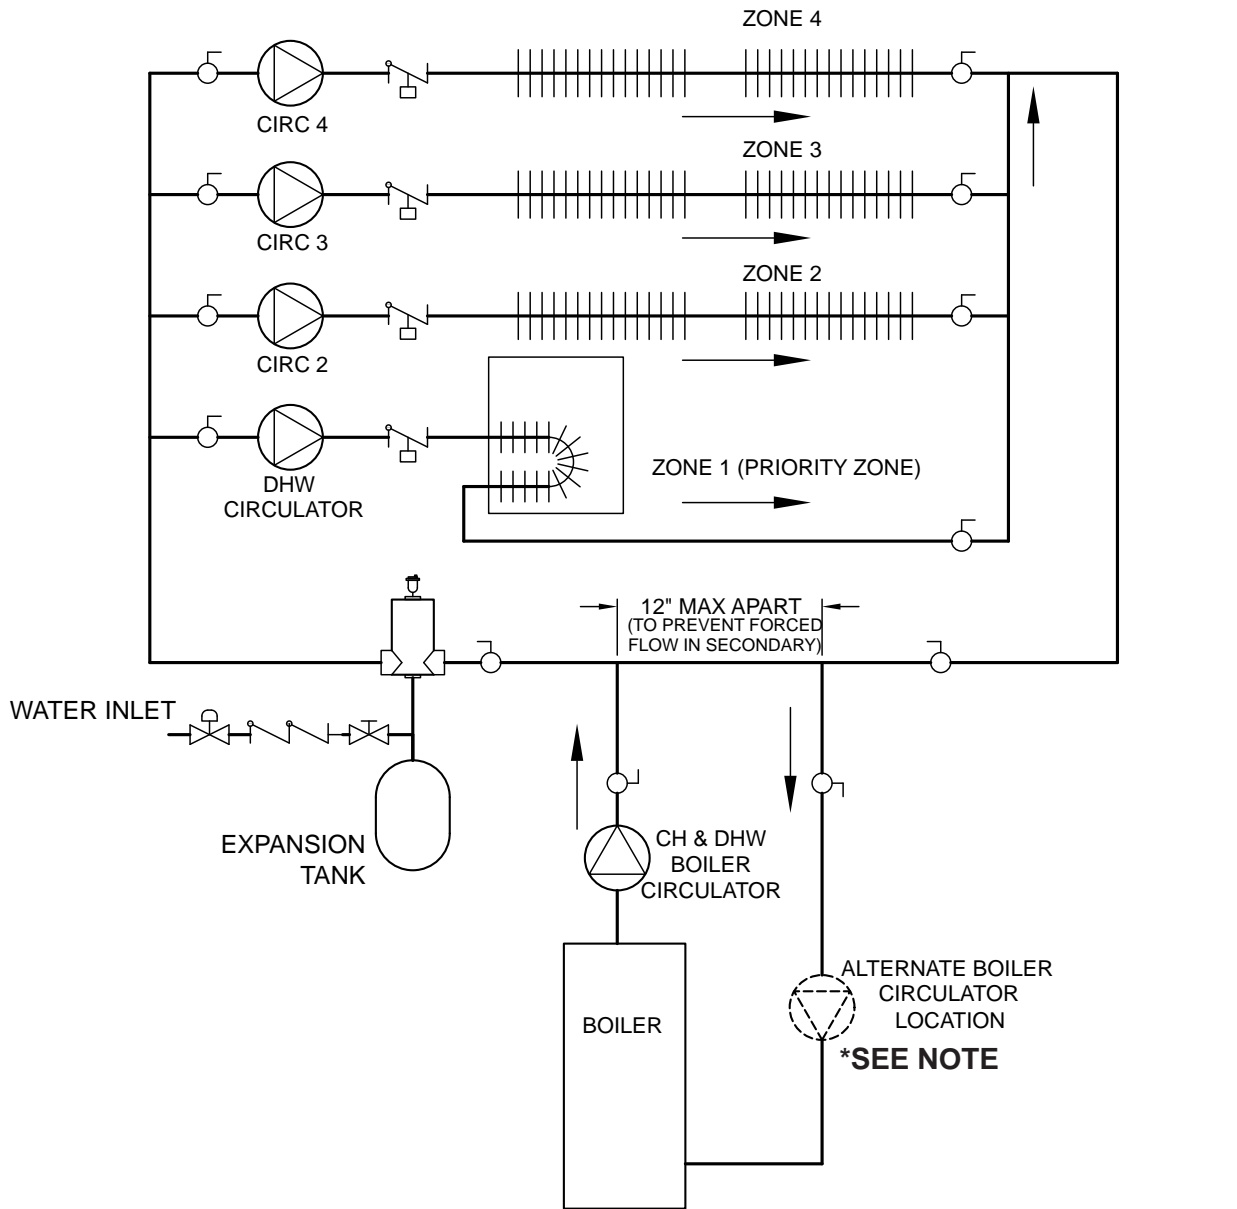 ZONE 4
CIRC 4
ZONE 3
CIRC 3
ZONE 2
CIRC 2
ZONE 1 (PRIORITY ZONE)
DHW
CIRCULATOR
12" MAX APART
(TO PREVENT FORCED
FLOW IN SECONDARY)
WATER INLET
EXPANSION
TANK
CH & DHW
BOILER
CIRCULATOR
BOILER
ALTERNATE BOILER
CIRCULATOR
LOCATION
*SEE NOTE